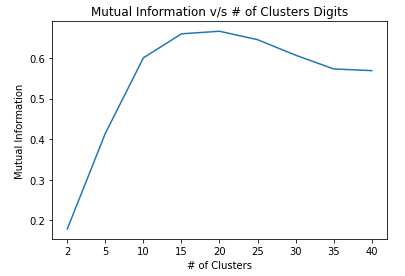 Mutual Information v/s # of Clusters Digits
Mutual Information
0.6
0.5
0.4
0.3
0.2
2 5 10 15 20 25 30 35 40
# of Clusters